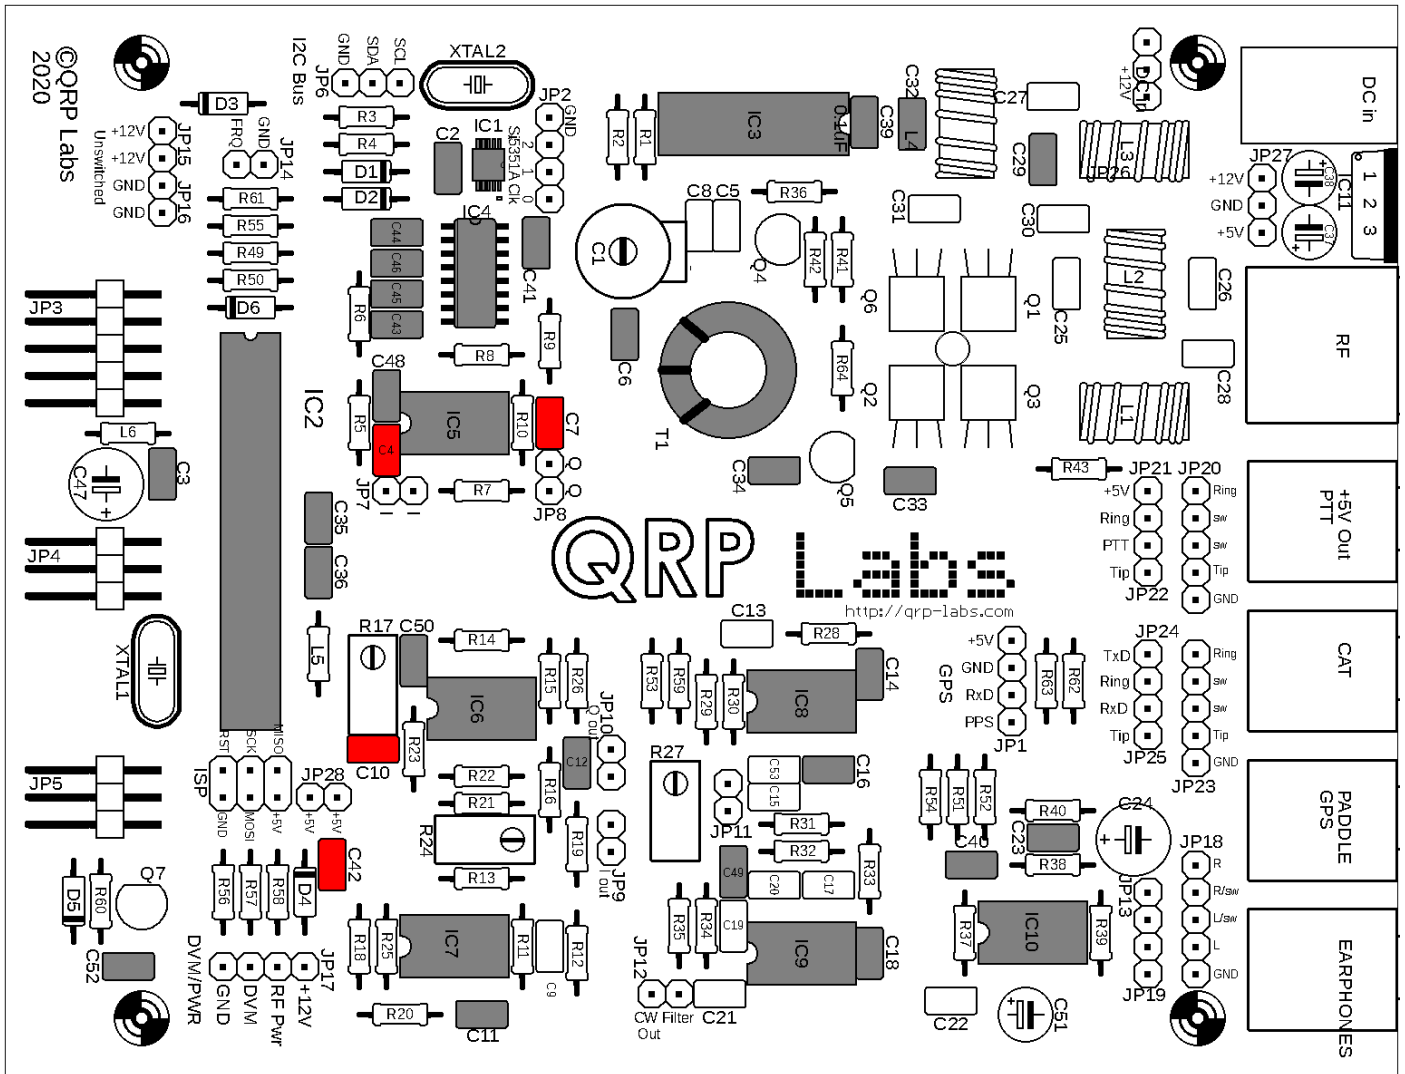 ©QRP Labs
2020
I2C Bus
GND
SDA
SCL
JP6
XTAL2
D3
FRQ
GND
JP14
Unswitched
+12V
+12V
GND
GND
JP15
JP16
R3
R4
D1
D2
C2
IC1
Si5351A Clk
2
1
0
JP2
GND
R61
R55
R49
R50
D6
C44
C46
C45
C43
IC4
C41
R6
R9
R8
C48
R5
IC5
R10
C7
C4
JP7
I
I
R7
Q
Q
JP8
IC2
JP3
L6
C47
+
C3
JP4
XTAL1
JP5
C35
C36
L5
R2
R1
IC3
0.1uF
C39
C32
L4
C27
C29
DC in
+12V
L3
JP26
DC in
JP27
+12V
GND
+5V
+
C38
C37
+
IC11
1
2
3
C8
C5
R36
C1
Q4
R42
R41
C31
C30
Q6
Q1
C25
L2
C26
C6
R64
Q2
Q3
C28
RF
T1
L1
C34
Q5
C33
R43
JP21
JP20
+5V
Ring
PTT
Tip
JP22
Ring
sw
sw
Tip
GND
+5V Out
PTT
QRP
Labs
http://qrp-labs.com
R17
C50
R14
IC6
R15
R26
Q out
JP10
C10
R23
R22
R21
R24
R13
R16
C12
R19
JP9
I out
C13
R28
R53
R59
R29
R30
IC8
C14
R27
C53
C15
C16
JP11
R31
R32
C49
C20
C17
R33
R35
R34
C19
IC9
C18
JP12
CW Filter
Out
C21
GPS
+5V
GND
RxD
PPS
JP1
R63
R62
JP24
TxD
Ring
RxD
Tip
JP25
Ring
sw
sw
Tip
GND
JP23
CAT
R54
R51
R52
R40
C23
R38
C40
C24
+
R37
IC10
R39
C22
C51
+
JP18
R
R/sw
L/sw
L
GND
JP13
JP19
PADDLE
GPS
EARPHONES
ISP
RST
SCK
MISO
GND
MOSI
+5V
JP28
+5V
+5V
C42
R56
R57
R58
D4
D5
R60
Q7
C52
DVM/PWR
GND
DVM
RF Pwr
+12V
JP17
R18
R25
IC7
R11
C9
R12
R20
C11